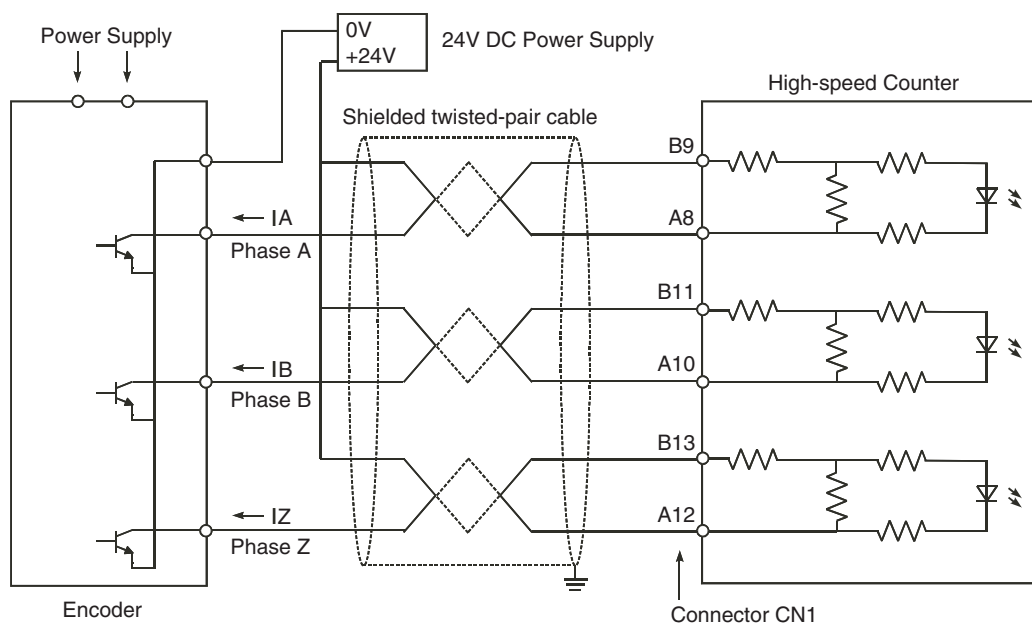 Power Supply
0V
+24V
24V DC Power Supply
High-speed Counter
Shielded twisted-pair cable
B9
IA
A8
Phase A
B11
IB
A10
Phase B
B13
IZ
A12
Phase Z
Encoder
Connector CN1